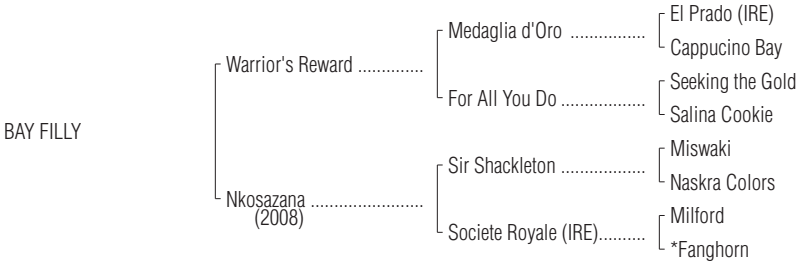 El Prado (IRE)
Medaglia d'Oro ................
Cappucino Bay
Warrior's Reward ..............
Seeking the Gold
For All You Do ..................
Salina Cookie
BAY FILLY
Miswaki
Sir Shackleton ..................
Naskra Colors
Nkosazana ........................
(2008)
Milford
Societe Royale (IRE)..........
*Fanghorn